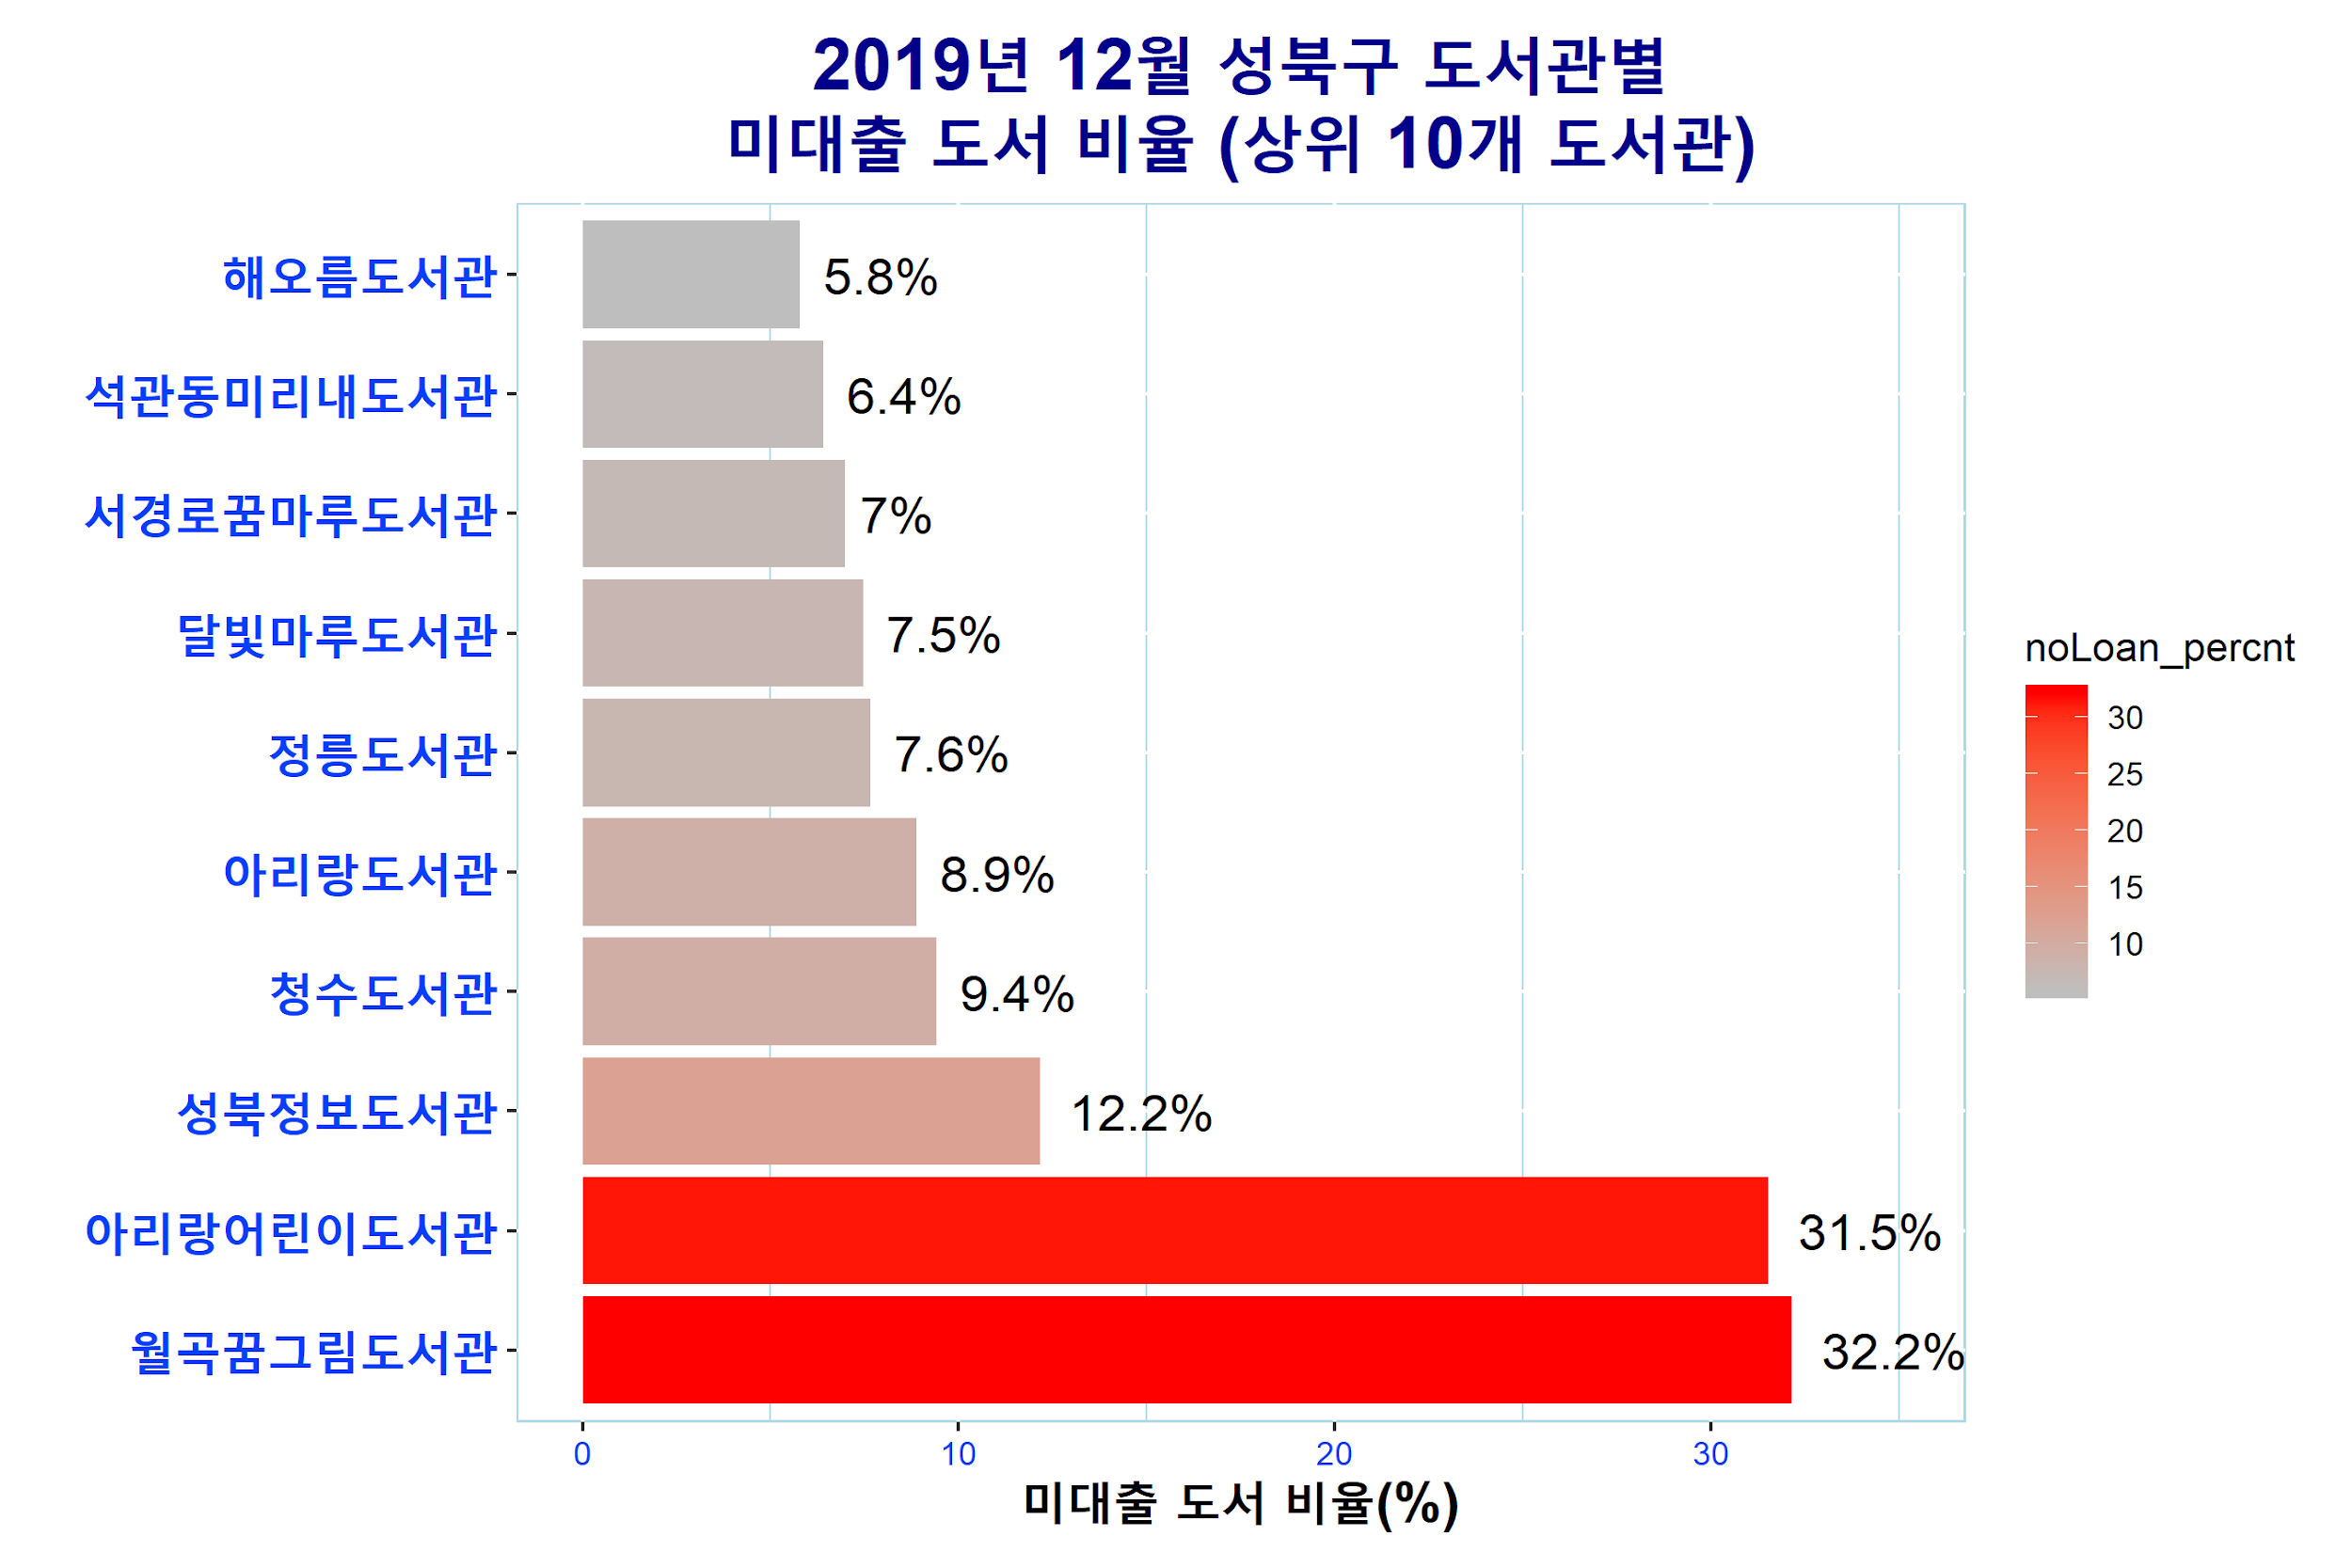 2019년 12월 성북구 도서관별
미대출 도서 비율 (상위 10개 도서관)
해오름도서관 5.8%
석관동미리내도서관 6.4%
서경로꿈마루도서관 7%
달빛마루도서관 7.5%
정릉도서관 7.6%
아리랑도서관 8.9%
청수도서관 9.4%
성북정보도서관 12.2%
아리랑어린이도서관 31.5%
월곡꿈그림도서관 32.2%
0 10 20 30
미대출 도서 비율(%)
noLoan_percnt
30
25
20
15
10